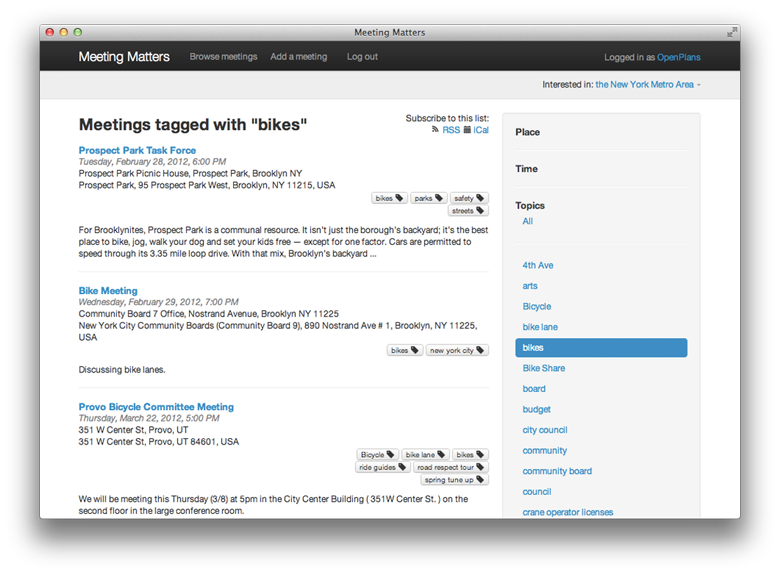 Meeting Matters
Meeting Matters
Browse meetings
Add a meeting
Log out
Logged in as OpenPlans
Interested in: the New York Metro Area
Meetings tagged with "bikes"
Subscribe to this list:
RSS iCal
Prospect Park Task Force
Tuesday, February 28, 2012, 6:00 PM
Prospect Park Picnic House, Prospect Park, Brooklyn NY
Prospect Park, 95 Prospect Park West, Brooklyn, NY 11215, USA
bikes parks safety
streets
For Brooklynites, Prospect Park is a communal resource. It isn't just the borough's backyard; it's the best
place to bike, jog, walk your dog and set your kids free — except for one factor. Cars are permitted to
speed through its 3.35 mile loop drive. With that mix, Brooklyn's backyard ...
Bike Meeting
Wednesday, February 29, 2012, 7:00 PM
Community Board 7 Office, Nostrand Avenue, Brooklyn NY 11225
New York City Community Boards (Community Board 9), 890 Nostrand Ave # 1, Brooklyn, NY 11225,
USA
bikes new york city
Discussing bike lanes.
Provo Bicycle Committee Meeting
Thursday, March 22, 2012, 5:00 PM
351 W Center St, Provo, UT
351 W Center St, Provo, UT 84601, USA
Bicycle bike lane bikes
ride guides road respect tour
spring tune up
We will be meeting this Thursday (3/8) at 5pm in the City Center Building ( 351W Center St. ) on the
second floor in the large conference room.
Place
Time
Topics
All
4th Ave
arts
Bicycle
bike lane
bikes
Bike Share
board
budget
city council
community
community board
council
crane operator licenses